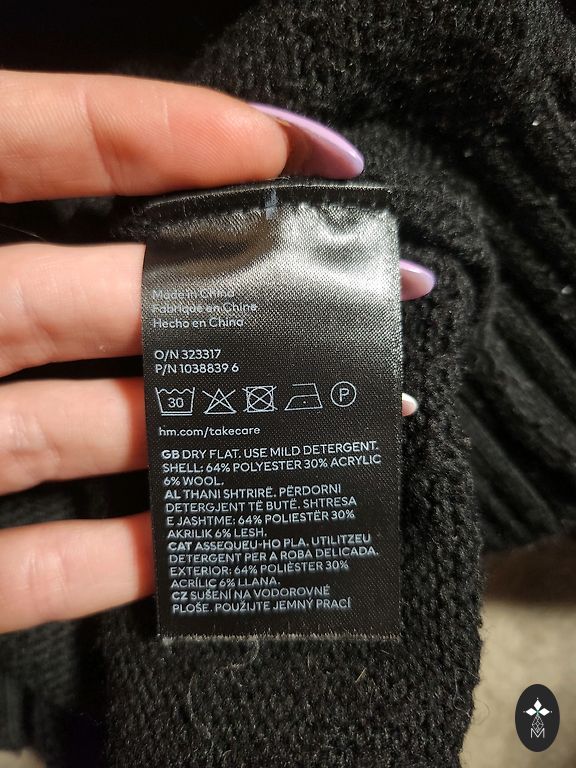 Made in China
Fabriqué en Chine
Hecho en China
O/N 323317
P/N 1038839 6
30 P
hm.com/takecare
GB DRY FLAT. USE MILD DETERGENT.
SHELL: 64% POLYESTER 30% ACRYLIC
6% WOOL.
AL THANI SHTRIRË. PËRDORNI
DETERGJENT TË BUTË. SHTRESA
E JASHTME: 64% POLIESTËR 30%
AKRILIK 6% LESH.
CAT ASSEQUEU-HO PLA. UTILITZEU
DETERGENT PER A ROBA DELICADA.
EXTERIOR: 64% POLIÈSTER 30%
ACRÍLIC 6% LLANA.
CZ SUŠENÍ NA VODOROVNÉ
PLOŠE. POUŽIJTE JEMNÝ PRACÍ
M